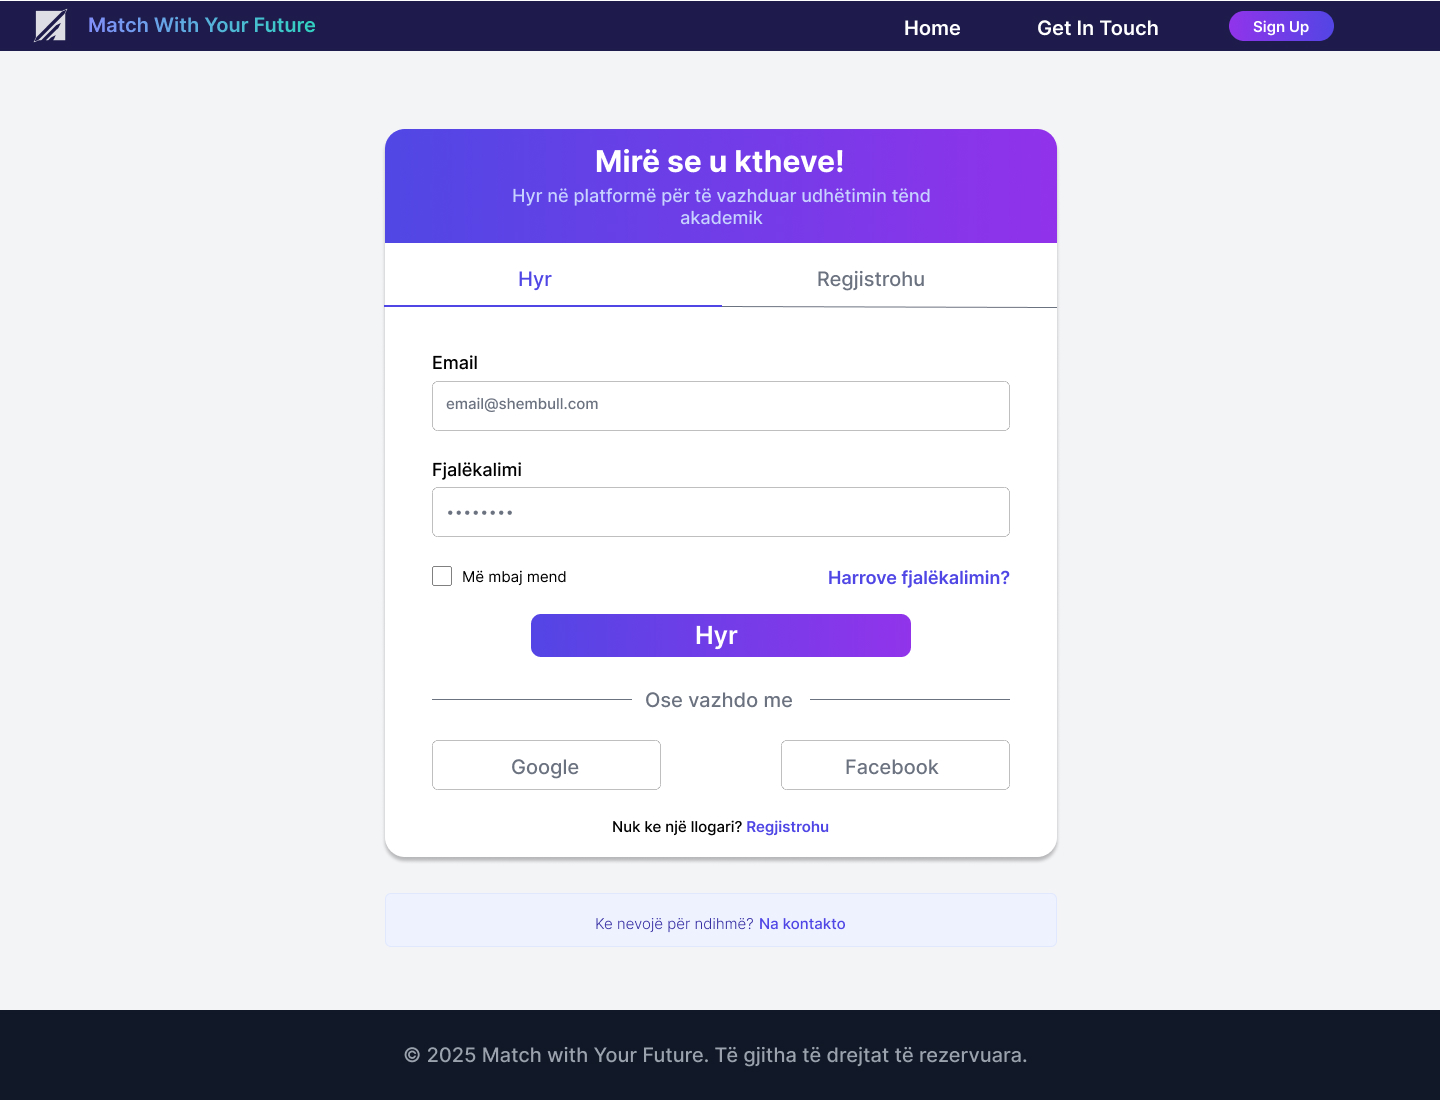 Match With Your Future
Home
Get In Touch
Sign Up
Mirë se u ktheve!
Hyr në platformë për të vazhduar udhëtimin tënd
akademik
Hyr
Regjistrohu
Email
email@shembull.com
Fjalëkalimi
••••••••
Më mbaj mend
Harrove fjalëkalimin?
Hyr
Ose vazhdo me
Google
Facebook
Nuk ke një llogari? Regjistrohu
Ke nevojë për ndihmë? Na kontakto
© 2025 Match with Your Future. Të gjitha të drejtat të rezervuara.